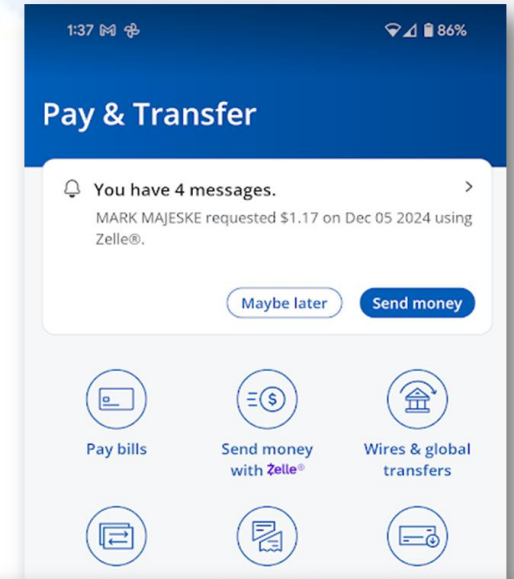 1:37 86%
Pay & Transfer
You have 4 messages.
MARK MAJESKE requested $1.17 on Dec 05 2024 using
Zelle®.
Maybe later Send money
Pay bills Send money Wires & global
with Zelle® transfers